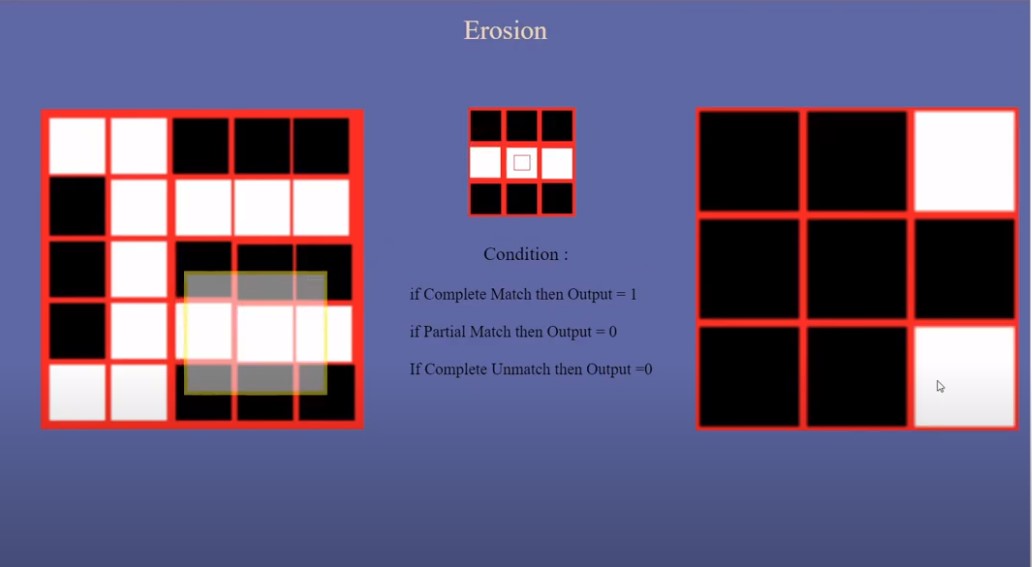 Erosion
Condition :
if Complete Match then Output = 1
if Partial Match then Output = 0
If Complete Unmatch then Output =0